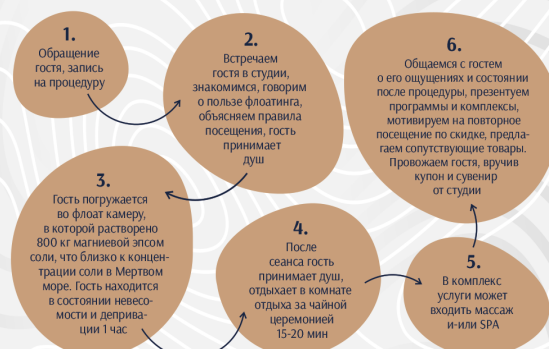 1.
Обращение
гостя, запись
на процедуру
2.
Встречаем
гостя в студии,
знакомимся, говорим
о пользе флоатинга,
объясняем правила
посещения, гость
принимает
душ
3.
Гость погружается
во флоат камеру,
в которой растворено
800 кг магниевой эпсом
соли, что близко к концен-
трации соли в Мертвом
море. Гость находится
в состоянии невесо-
мости и деприва-
ции 1 час
4.
После
сеанса гость
принимает душ,
отдыхает в комнате
отдыха за чайной
церемонией
15-20 мин
5.
В комплекс
услуги может
входить массаж
и-или SPA
6.
Общаемся с гостем
о его ощущениях и состоянии
после процедуры, презентуем
программы и комплексы,
мотивируем на повторное
посещение по скидке, предла-
гаем сопутствующие товары.
Провожаем гостя, вручив
купон и сувенир
от студии